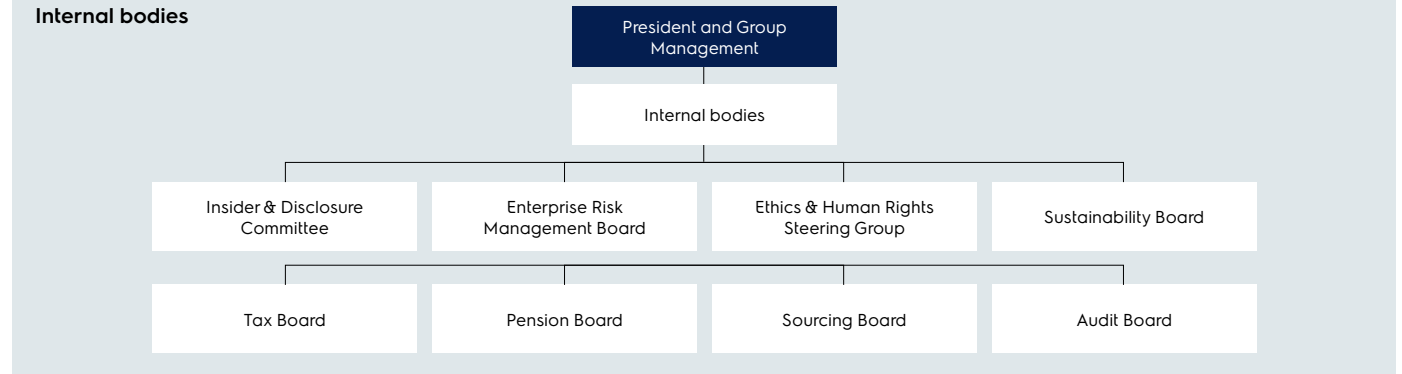 Internal bodies
President and Group
Management
Internal bodies
Insider & Disclosure
Committee
Enterprise Risk
Management Board
Ethics & Human Rights
Steering Group
Sustainability Board
Tax Board
Pension Board
Sourcing Board
Audit Board